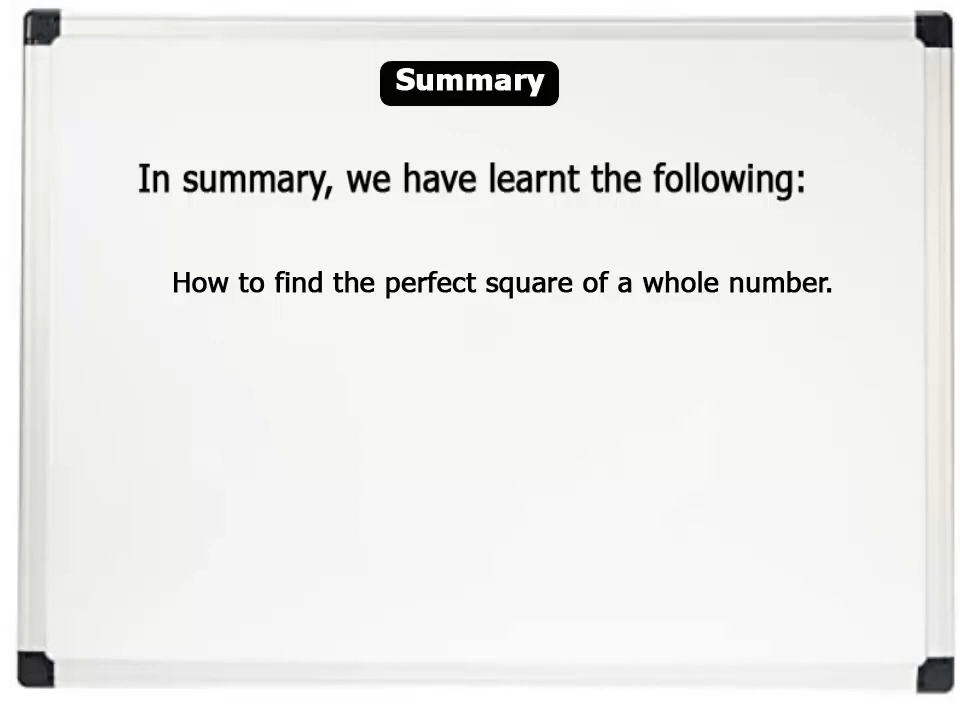 Summary
In summary, we have learnt the following:
How to find the perfect square of a whole number.